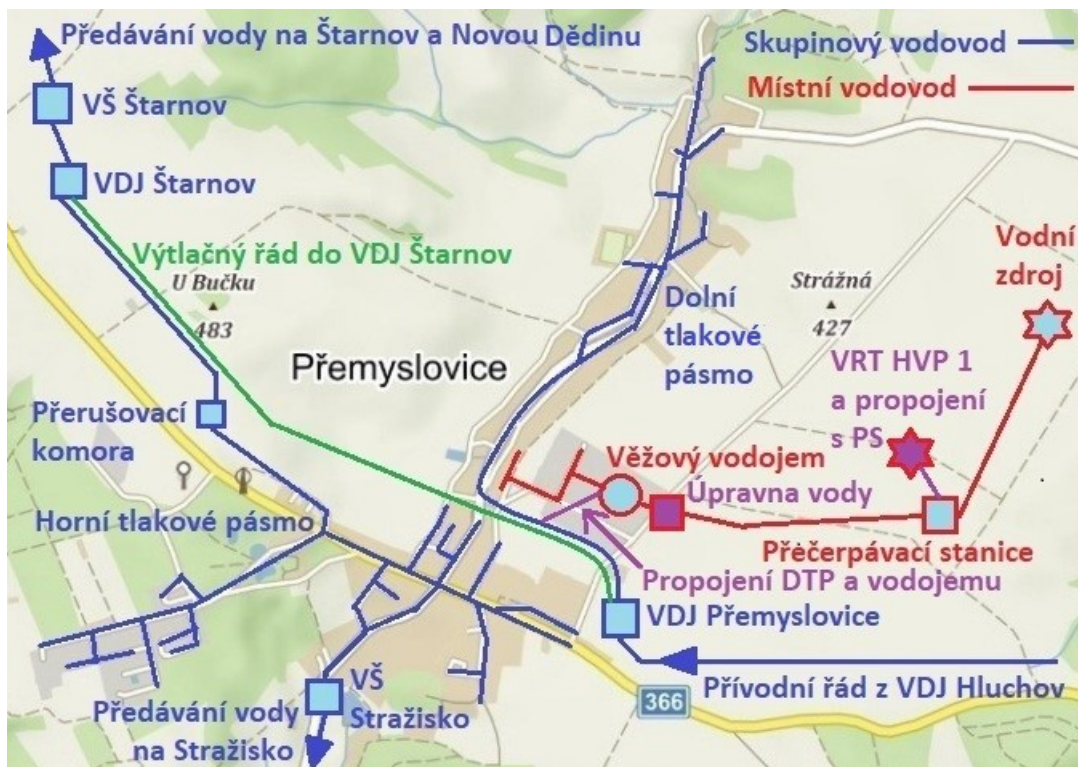 Předávání vody na Štarnov a Novou Dědinu
Skupinový vodovod
Místní vodovod
VŠ Štarnov
VDJ Štarnov
Výtlačný řád do VDJ Štarnov
U Bučku
483
Vodní
zdroj
Strážná
427
Dolní
tlakové
pásmo
Přemyslovice
VRT HVP 1
a propojení
s PS
Přerušovací
komora
Věžový vodojem
Úpravna vody
Horní tlakové pásmo
Přečerpávací stanice
Propojení DTP a vodojemu
VDJ Přemyslovice
VŠ
Stražisko
Přívodní řád z VDJ Hluchov
366
Předávání vody
na Stražisko